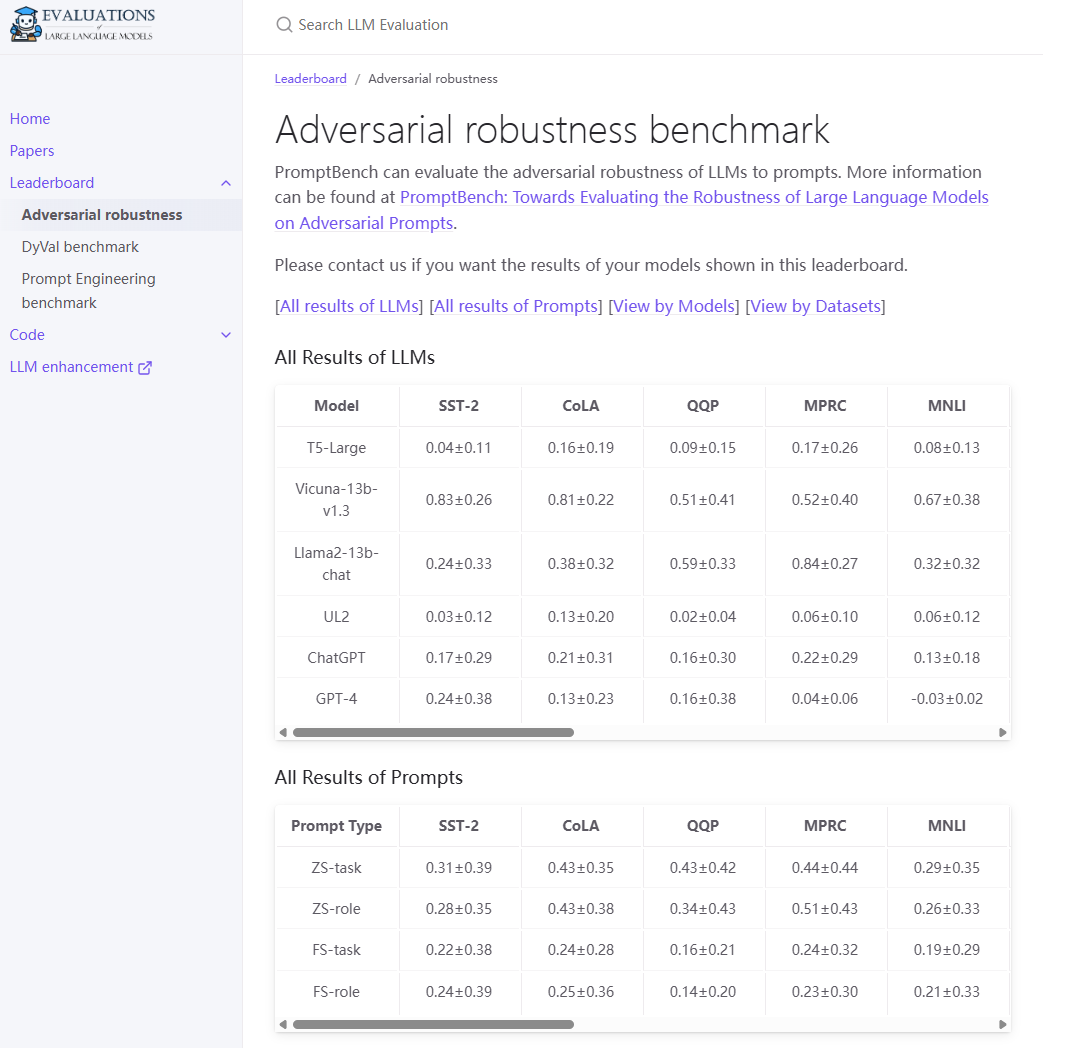 EVALUATIONS
of
LARGE LANGUAGE MODELS
Search LLM Evaluation
Home
Papers
Leaderboard
Adversarial robustness
DyVal benchmark
Prompt Engineering
benchmark
Code
LLM enhancement
Leaderboard / Adversarial robustness
Adversarial robustness benchmark
PromptBench can evaluate the adversarial robustness of LLMs to prompts. More information
can be found at PromptBench: Towards Evaluating the Robustness of Large Language Models
on Adversarial Prompts.
Please contact us if you want the results of your models shown in this leaderboard.
[All results of LLMs] [All results of Prompts] [View by Models] [View by Datasets]
All Results of LLMs
Model SST-2 CoLA QQP MPRC MNLI
T5-Large 0.04±0.11 0.16±0.19 0.09±0.15 0.17±0.26 0.08±0.13
Vicuna-13b-
v1.3 0.83±0.26 0.81±0.22 0.51±0.41 0.52±0.40 0.67±0.38
Llama2-13b-
chat 0.24±0.33 0.38±0.32 0.59±0.33 0.84±0.27 0.32±0.32
UL2 0.03±0.12 0.13±0.20 0.02±0.04 0.06±0.10 0.06±0.12
ChatGPT 0.17±0.29 0.21±0.31 0.16±0.30 0.22±0.29 0.13±0.18
GPT-4 0.24±0.38 0.13±0.23 0.16±0.38 0.04±0.06 -0.03±0.02
All Results of Prompts
Prompt Type SST-2 CoLA QQP MPRC MNLI
ZS-task 0.31±0.39 0.43±0.35 0.43±0.42 0.44±0.44 0.29±0.35
ZS-role 0.28±0.35 0.43±0.38 0.34±0.43 0.51±0.43 0.26±0.33
FS-task 0.22±0.38 0.24±0.28 0.16±0.21 0.24±0.32 0.19±0.29
FS-role 0.24±0.39 0.25±0.36 0.14±0.20 0.23±0.30 0.21±0.33